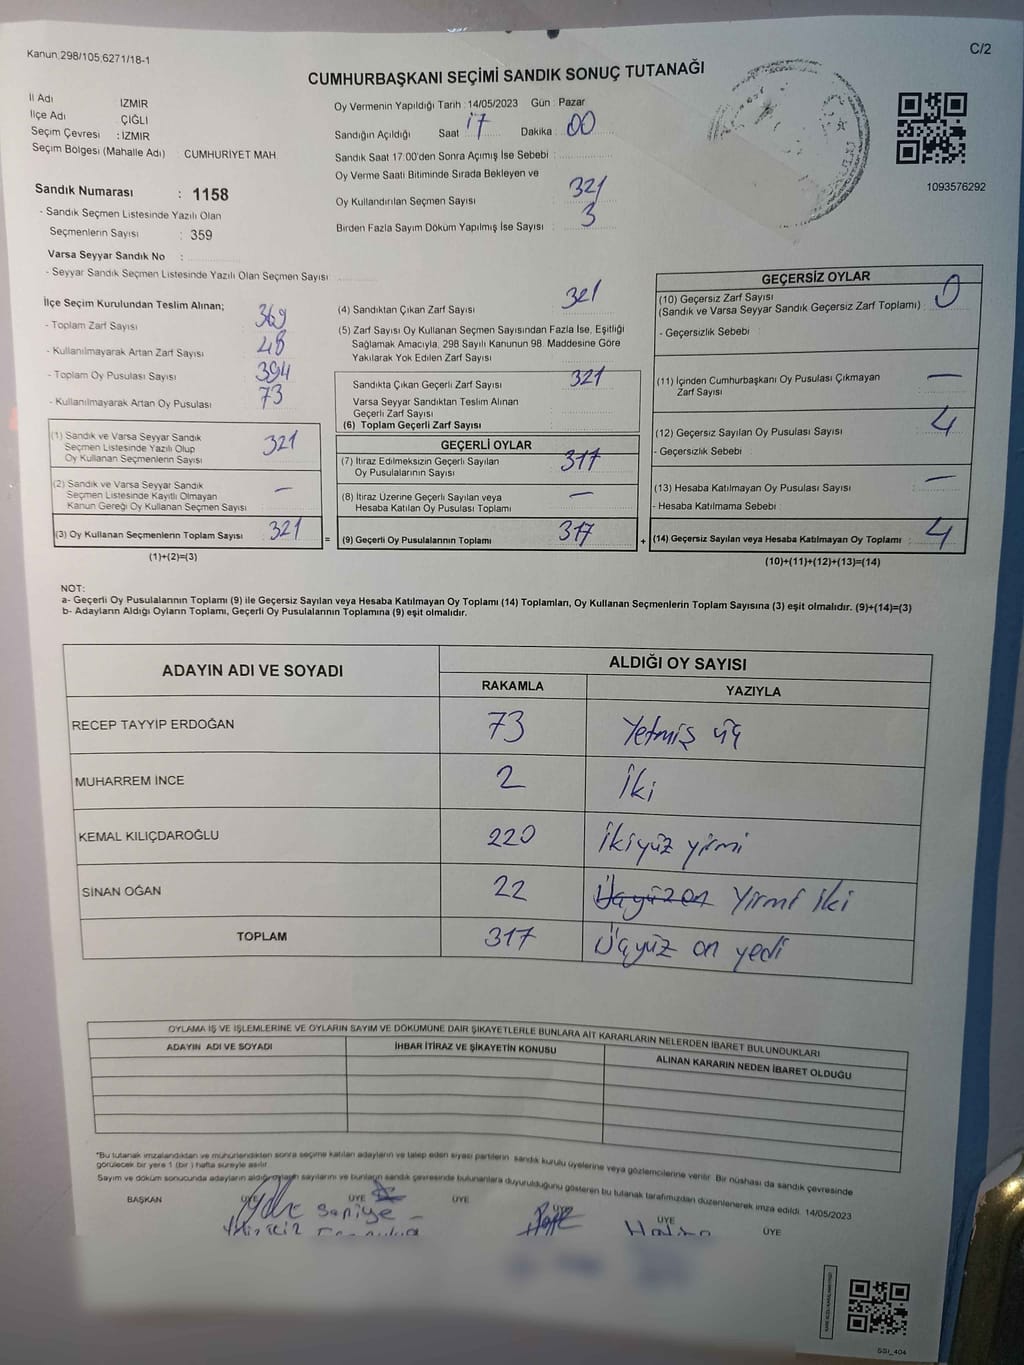 Kanun 298/105,6271/18-1
C/2
CUMHURBAŞKANI SEÇİMİ SANDIK SONUÇ TUTANAĞI
İl Adı İZMİR
İlçe Adı ÇİĞLİ
Seçim Çevresi : İZMİR
Seçim Bölgesi (Mahalle Adı) CUMHURİYET MAH
Sandık Numarası : 1158
- Sandık Seçmen Listesinde Yazılı Olan
Seçmenlerin Sayısı : 359
Varsa Seyyar Sandık No :
- Seyyar Sandık Seçmen Listesinde Yazılı Olan Seçmen Sayısı
Oy Vermenin Yapıldığı Tarih : 14/05/2023 Gün : Pazar
Sandığın Açıldığı Saat 17 Dakika 00
Sandık Saat 17:00'den Sonra Açımış İse Sebebi :
Oy Verme Saati Bitiminde Sırada Bekleyen ve
Oy Kullandırılan Seçmen Sayısı 321
Birden Fazla Sayım Döküm Yapılmış İse Sayısı : 3
1093576292
İlçe Seçim Kurulundan Teslim Alınan;
- Toplam Zarf Sayısı 369
- Kullanılmayarak Artan Zarf Sayısı 48
- Toplam Oy Pusulası Sayısı 394
- Kullanılmayarak Artan Oy Pusulası 73
(1) Sandık ve Varsa Seyyar Sandık
Seçmen Listesinde Yazılı Olup
Oy Kullanan Seçmenlerin Sayısı 321
(2) Sandık ve Varsa Seyyar Sandık
Seçmen Listesinde Kayıtlı Olmayan
Kanun Gereği Oy Kullanan Seçmen Sayısı –
(3) Oy Kullanan Seçmenlerin Toplam Sayısı 321
(1)+(2)=(3)
(4) Sandıktan Çıkan Zarf Sayısı 321
(5) Zarf Sayısı Oy Kullanan Seçmen Sayısından Fazla İse, Eşitliği
Sağlamak Amacıyla, 298 Sayılı Kanunun 98. Maddesine Göre
Yakılarak Yok Edilen Zarf Sayısı
Sandıkta Çıkan Geçerli Zarf Sayısı 321
Varsa Seyyar Sandıktan Teslim Alınan
Geçerli Zarf Sayısı
(6) Toplam Geçerli Zarf Sayısı
GEÇERLİ OYLAR
(7) İtiraz Edilmeksizin Geçerli Sayılan
Oy Pusulalarının Sayısı 317
(8) İtiraz Üzerine Geçerli Sayılan veya
Hesaba Katılan Oy Pusulası Toplamı –
= (9) Geçerli Oy Pusulalarının Toplamı 317
GEÇERSİZ OYLAR
(10) Geçersiz Zarf Sayısı
(Sandık ve Varsa Seyyar Sandık Geçersiz Zarf Toplamı) : 0
- Geçersizlik Sebebi :
(11) İçinden Cumhurbaşkanı Oy Pusulası Çıkmayan
Zarf Sayısı –
(12) Geçersiz Sayılan Oy Pusulası Sayısı 4
- Geçersizlik Sebebi
(13) Hesaba Katılmayan Oy Pusulası Sayısı –
- Hesaba Katılmama Sebebi
+ (14) Geçersiz Sayılan veya Hesaba Katılmayan Oy Toplamı : 4
(10)+(11)+(12)+(13)=(14)
NOT:
a- Geçerli Oy Pusulalarının Toplamı (9) ile Geçersiz Sayılan veya Hesaba Katılmayan Oy Toplamı (14) Toplamları, Oy Kullanan Seçmenlerin Toplam Sayısına (3) eşit olmalıdır. (9)+(14)=(3)
b- Adayların Aldığı Oyların Toplamı, Geçerli Oy Pusulalarının Toplamına (9) eşit olmalıdır.
ADAYIN ADI VE SOYADI ALDIĞI OY SAYISI
RAKAMLA YAZIYLA
RECEP TAYYİP ERDOĞAN 73 Yetmiş üç
MUHARREM İNCE 2 İki
KEMAL KILIÇDAROĞLU 220 İkiyüz yirmi
SİNAN OĞAN 22 Üçyüz on Yirmi iki
TOPLAM 317 Üçyüz on yedi
OYLAMA İŞ VE İŞLEMLERİNE VE OYLARIN SAYIM VE DÖKÜMÜNE DAİR ŞİKAYETLERLE BUNLARA AİT KARARLARIN NELERDEN İBARET BULUNDUKLARI
ADAYIN ADI VE SOYADI İHBAR İTİRAZ VE ŞİKAYETİN KONUSU ALINAN KARARIN NEDEN İBARET OLDUĞU
*Bu tutanak imzalandıktan ve mühürlendikten sonra seçime katılan adayların ve talep eden siyasi partilerin sandık kurulu üyelerine veya gözlemcilerine verilir. Bir nüshası da sandık çevresinde
görülecek bir yere 1 (bir) hafta süreyle asılır.
Sayım ve döküm sonucunda adayların aldığı oyların sayılarını ve bunların sandık çevresinde bulunanlara duyurulduğunu gösteren bu tutanak tarafımızdan düzenlenerek imza edildi. 14/05/2023
BAŞKAN ÜYE ÜYE ÜYE ÜYE ÜYE ÜYE
Saniye
SSİ_404